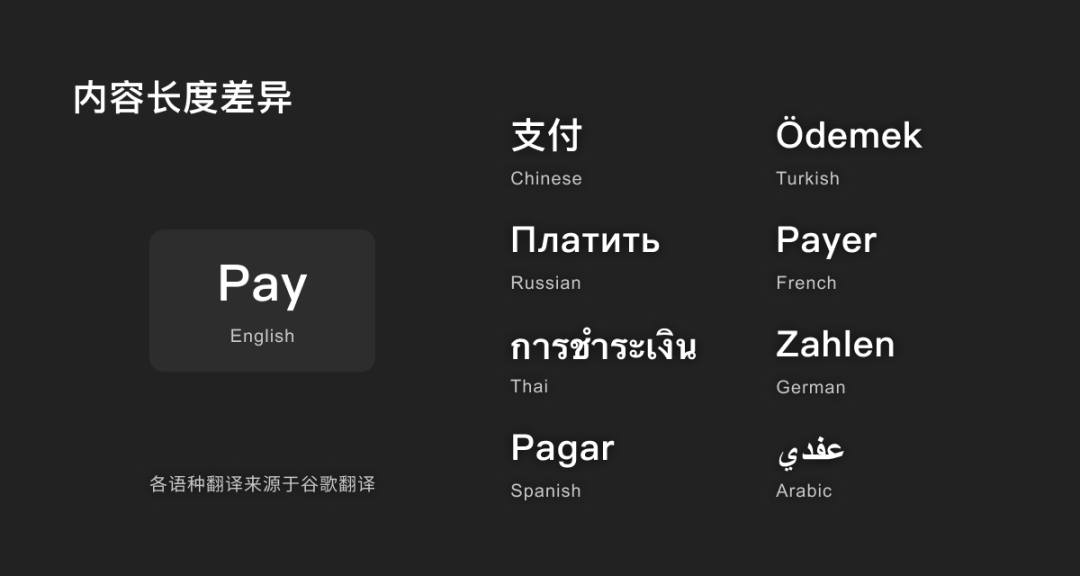 内容长度差异
Pay
English
各语种翻译来源于谷歌翻译
支付
Chinese
Ödemek
Turkish
Платить
Russian
Payer
French
การชำระเงิน
Thai
Zahlen
German
Pagar
Spanish
عفدي
Arabic